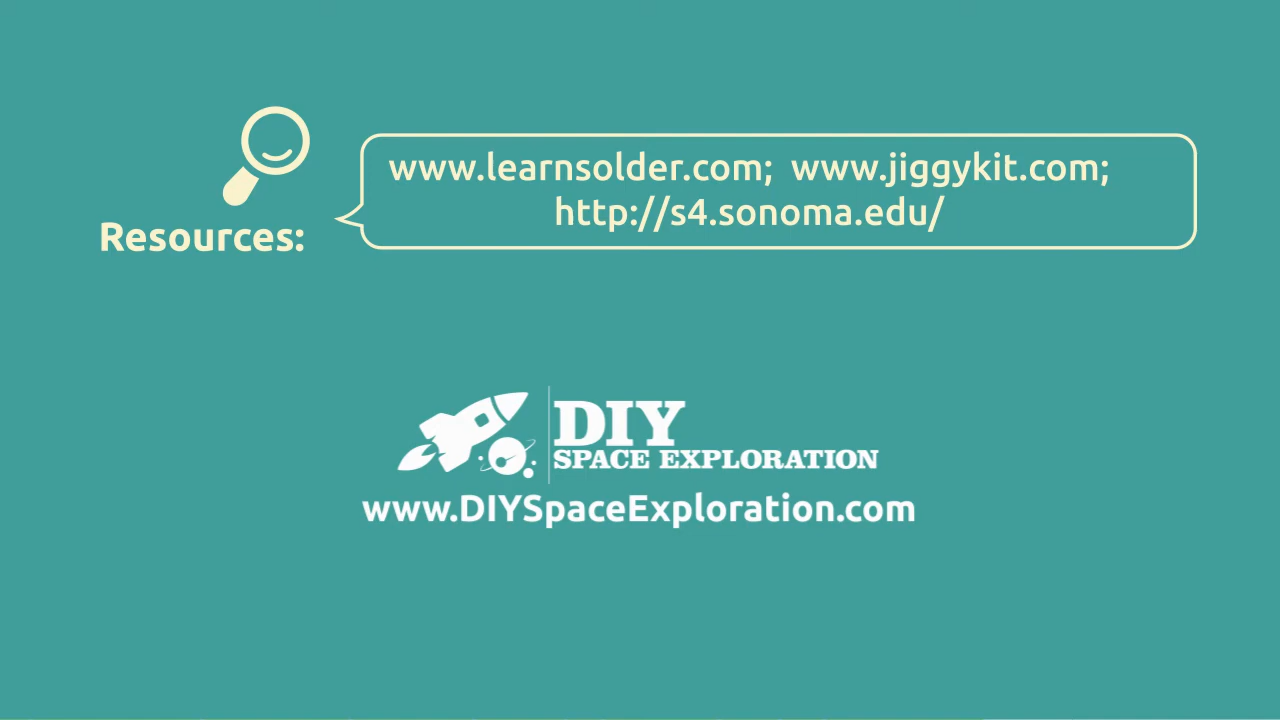 www.learnsolder.com;  www.jiggykit.com;
http://s4.sonoma.edu/
Resources:
DIY
SPACE EXPLORATION
www.DIYSpaceExploration.com